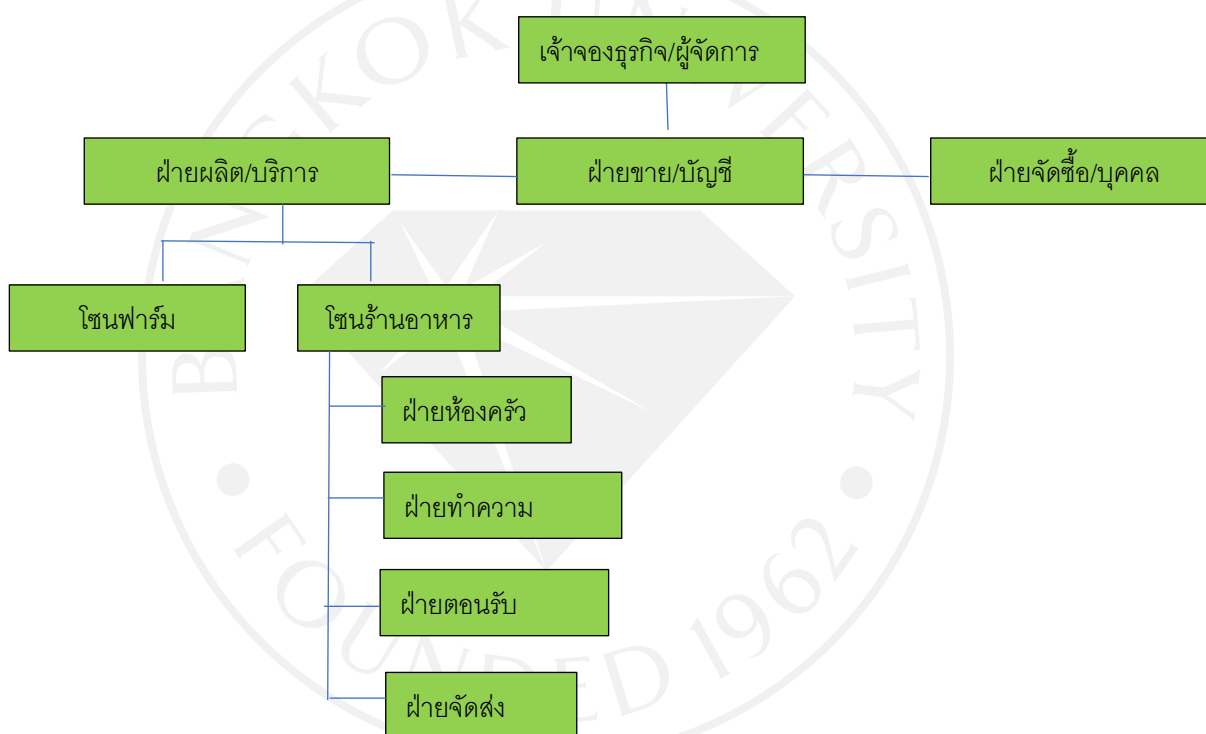 เจ้าจองธุรกิจ/ผู้จัดการ
ฝ่ายผลิต/บริการ
ฝ่ายขาย/บัญชี
ฝ่ายจัดซื้อ/บุคคล
โซนฟาร์ม
โซนร้านอาหาร
ฝ่ายห้องครัว
ฝ่ายทำความ
ฝ่ายตอนรับ
ฝ่ายจัดส่ง
BANGKOK UNIVERSITY
FOUNDED 1962